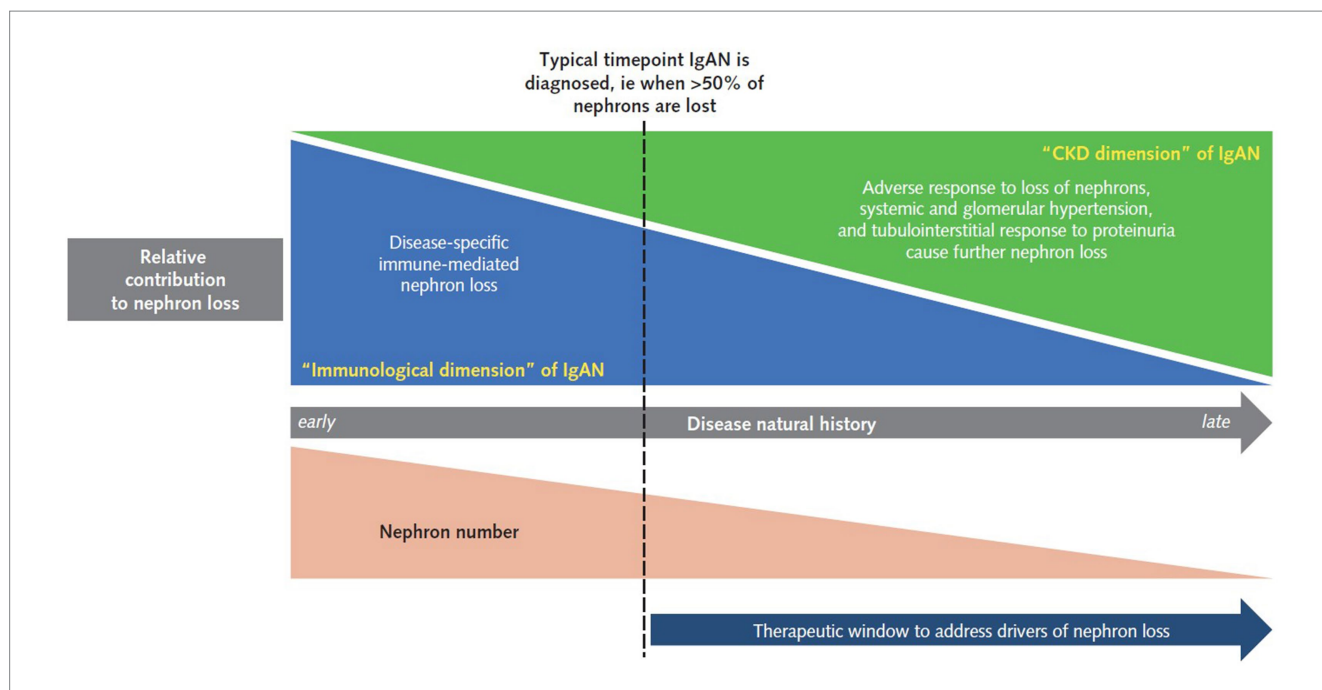 Typical timepoint IgAN is
diagnosed, ie when >50% of
nephrons are lost
“CKD dimension” of IgAN
Adverse response to loss of nephrons,
systemic and glomerular hypertension,
and tubulointerstitial response to proteinuria
cause further nephron loss
Disease-specific
immune-mediated
nephron loss
Relative
contribution
to nephron loss
“Immunological dimension” of IgAN
early
Disease natural history
late
Nephron number
Therapeutic window to address drivers of nephron loss